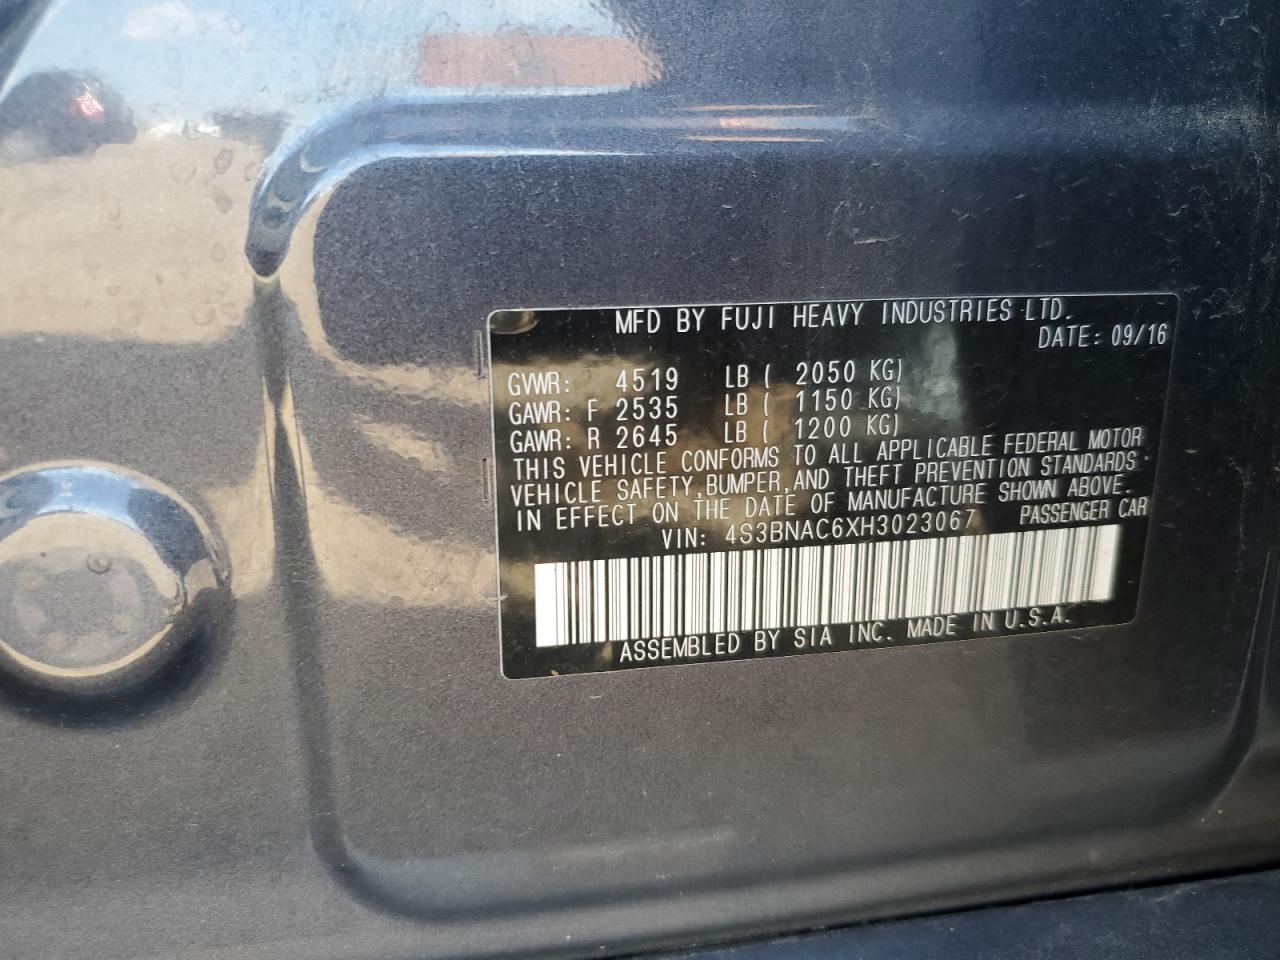 MFD BY FUJI HEAVY INDUSTRIES LTD.
DATE: 09/16
GVWR: 4519 LB ( 2050 KG)
GAWR: F 2535 LB ( 1150 KG)
GAWR: R 2645 LB ( 1200 KG)
THIS VEHICLE CONFORMS TO ALL APPLICABLE FEDERAL MOTOR
VEHICLE SAFETY, BUMPER, AND THEFT PREVENTION STANDARDS
IN EFFECT ON THE DATE OF MANUFACTURE SHOWN ABOVE.
VIN: 4S3BNAC6XH3023067 PASSENGER CAR
ASSEMBLED BY SIA INC. MADE IN U.S.A.